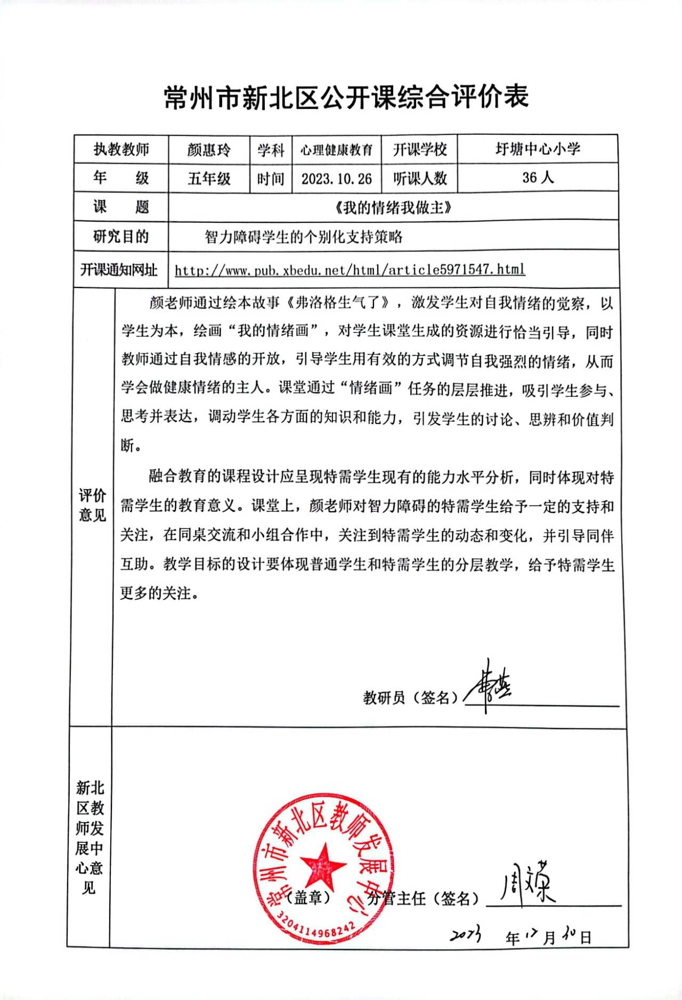 常州市新北区公开课综合评价表
执教教师 颜惠玲 学科 心理健康教育 开课学校 圩塘中心小学
年 级 五年级 时间 2023.10.26 听课人数 36人
课 题 《我的情绪我做主》
研究目的 智力障碍学生的个别化支持策略
开课通知网址 http://www.pub.xbedu.net/html/article5971547.html
评价意见
颜老师通过绘本故事《弗洛格生气了》，激发学生对自我情绪的觉察，以
学生为本，绘画“我的情绪画”，对学生课堂生成的资源进行恰当引导，同时
教师通过自我情感的开放，引导学生用有效的方式调节自我强烈的情绪，从而
学会做健康情绪的主人。课堂通过“情绪画”任务的层层推进，吸引学生参与、
思考并表达，调动学生各方面的知识和能力，引发学生的讨论、思辨和价值判
断。
融合教育的课程设计应呈现特需学生现有的能力水平分析，同时体现对特
需学生的教育意义。课堂上，颜老师对智力障碍的特需学生给予一定的支持和
关注，在同桌交流和小组合作中，关注到特需学生的动态和变化，并引导同伴
互助。教学目标的设计要体现普通学生和特需学生的分层教学，给予特需学生
更多的关注。
教研员（签名）
新北区教师发展中心意见
常州市新北区教师发展中心
3204114968242
（盖章） 分管主任（签名） 周文荣
2023 年 12 月 30 日